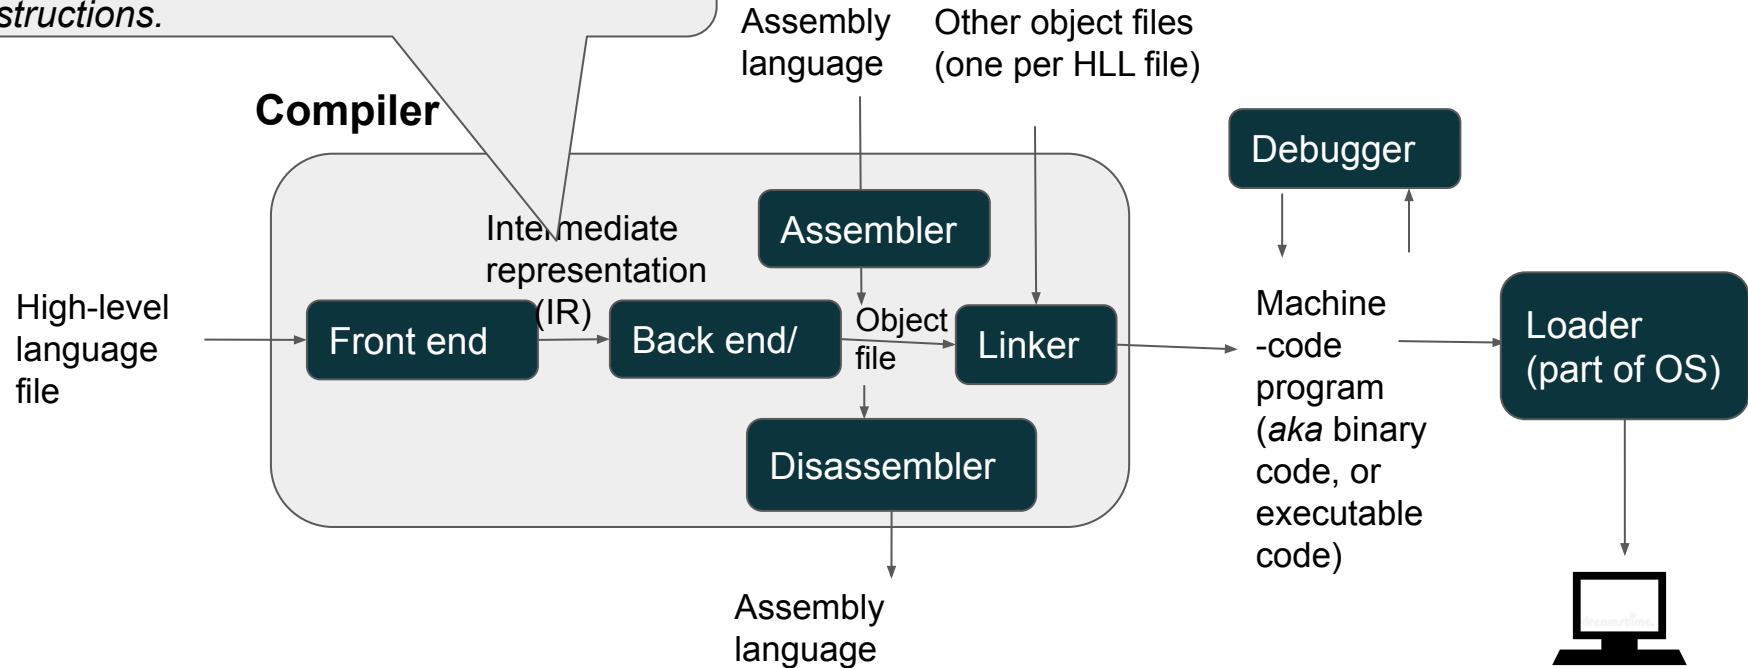 structions.
Assembly
language
Other object files
(one per HLL file)
Compiler
Debugger
Assembler
Intermediate
representation
(IR)
High-level
language
file
Front end
Back end/
Object
file
Linker
Machine
-code
program
(aka binary
code, or
executable
code)
Loader
(part of OS)
Disassembler
Assembly
language
dreamstime.